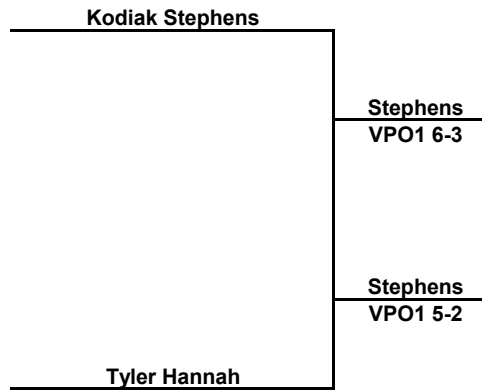 Kodiak Stephens
Stephens
VPO1 6-3
Stephens
VPO1 5-2
Tyler Hannah